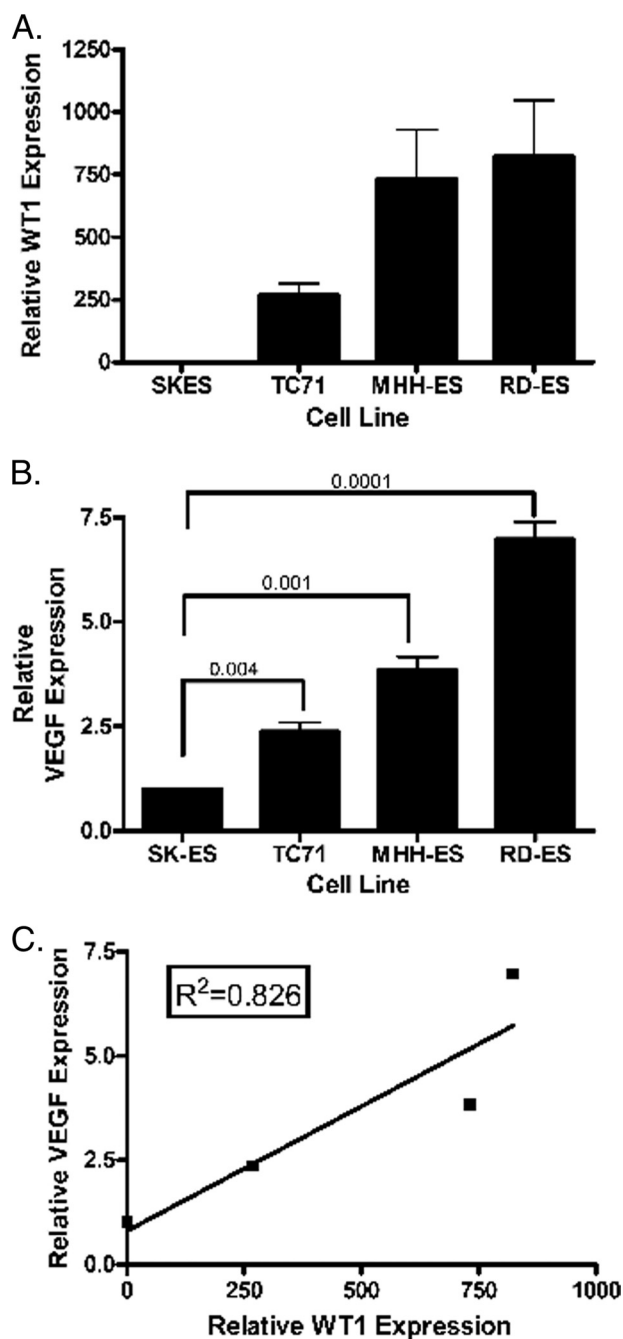 A.
Relative WT1 Expression
1250
1000
750
500
250
0
SKES TC71 MHH-ES RD-ES
Cell Line
B.
Relative
VEGF Expression
7.5
5.0
2.5
0.0
0.0001
0.001
0.004
SK-ES TC71 MHH-ES RD-ES
Cell Line
C.
Relative VEGF Expression
7.5
5.0
2.5
0.0
R²=0.826
0 250 500 750 1000
Relative WT1 Expression